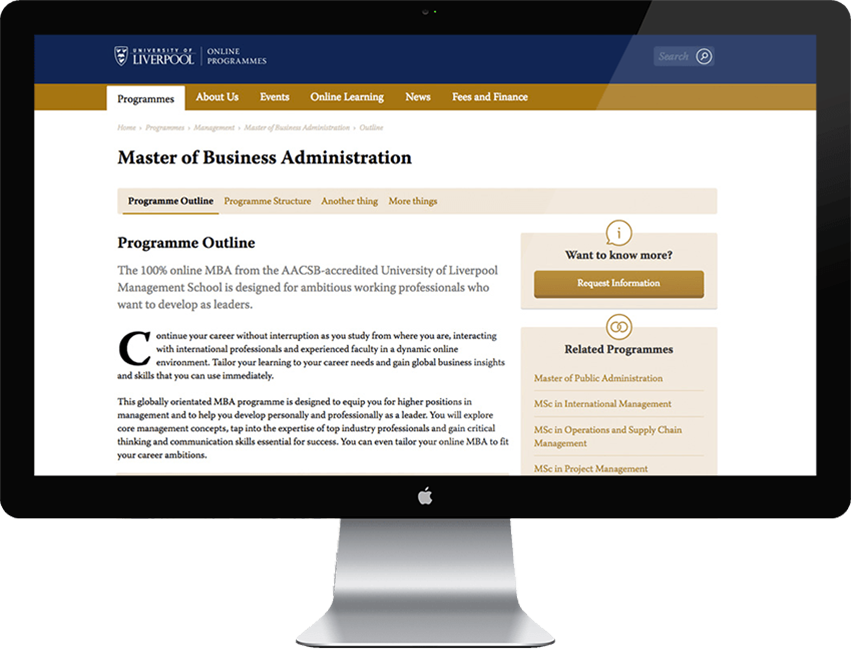 UNIVERSITY OF
LIVERPOOL
ONLINE
PROGRAMMES
Search
Programmes
About Us
Events
Online Learning
News
Fees and Finance
Home › Programmes › Management › Master of Business Administration › Outline
Master of Business Administration
Programme Outline
Programme Structure
Another thing
More things
Programme Outline
The 100% online MBA from the AACSB-accredited University of Liverpool
Management School is designed for ambitious working professionals who
want to develop as leaders.
Continue your career without interruption as you study from where you are, interacting
with international professionals and experienced faculty in a dynamic online
environment. Tailor your learning to your career needs and gain global business insights
and skills that you can use immediately.
This globally orientated MBA programme is designed to equip you for higher positions in
management and to help you develop personally and professionally as a leader. You will explore
core management concepts, tap into the expertise of top industry professionals and gain critical
thinking and communication skills essential for success. You can even tailor your online MBA to fit
your career ambitions.
i
Want to know more?
Request Information
Related Programmes
Master of Public Administration
MSc in International Management
MSc in Operations and Supply Chain
Management
MSc in Project Management